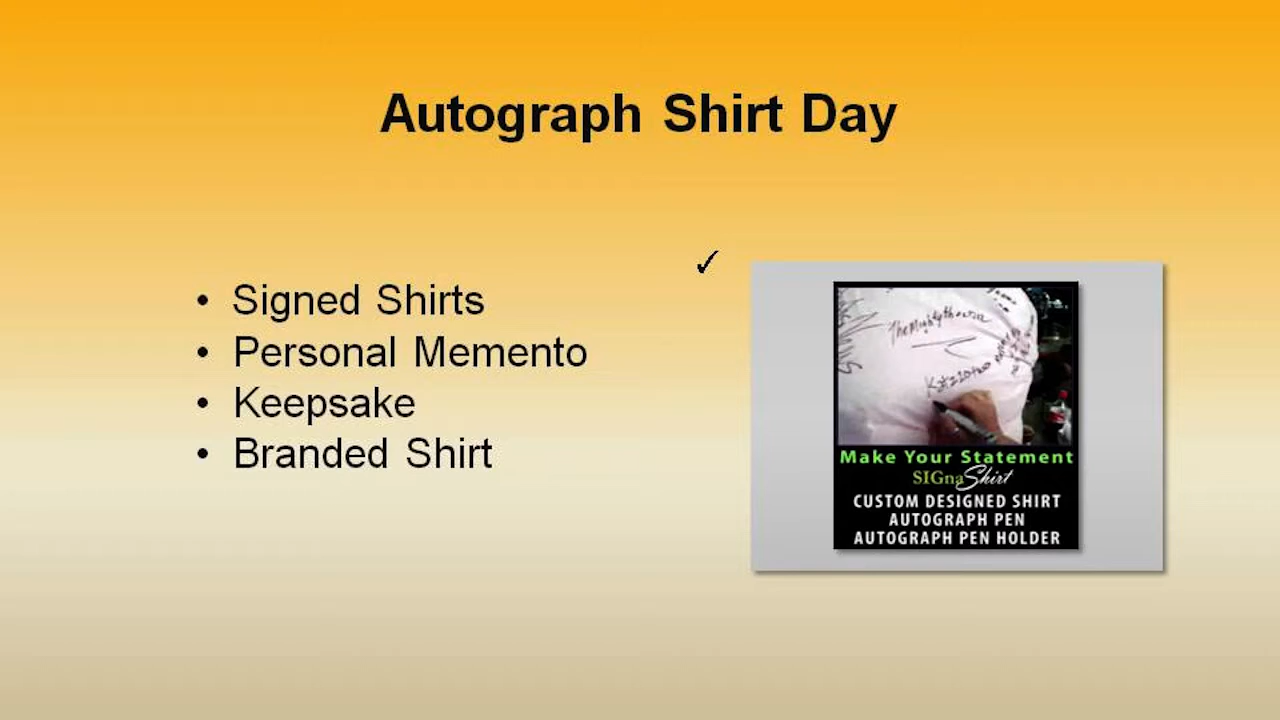 Autograph Shirt Day
• Signed Shirts
• Personal Memento
• Keepsake
• Branded Shirt
✓
Make Your Statement
SIGnaShirt
CUSTOM DESIGNED SHIRT
AUTOGRAPH PEN
AUTOGRAPH PEN HOLDER